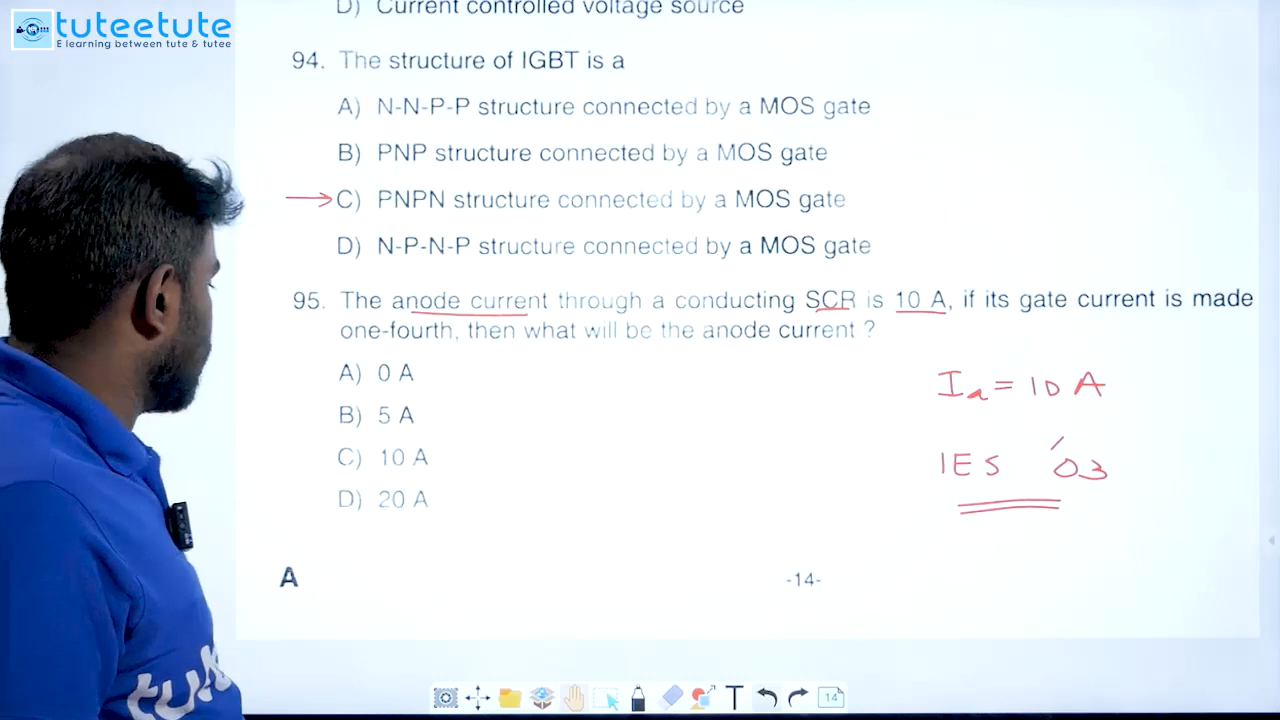 D) Current controlled voltage source
tuteetute
E learning between tute & tutee
94. The structure of IGBT is a
A) N-N-P-P structure connected by a MOS gate
B) PNP structure connected by a MOS gate
C) PNPN structure connected by a MOS gate
D) N-P-N-P structure connected by a MOS gate
95. The anode current through a conducting SCR is 10 A, if its gate current is made
one-fourth, then what will be the anode current ?
A) 0 A
B) 5 A
C) 10 A
D) 20 A
Ia = 10 A
IES '03
A
-14-
T
14